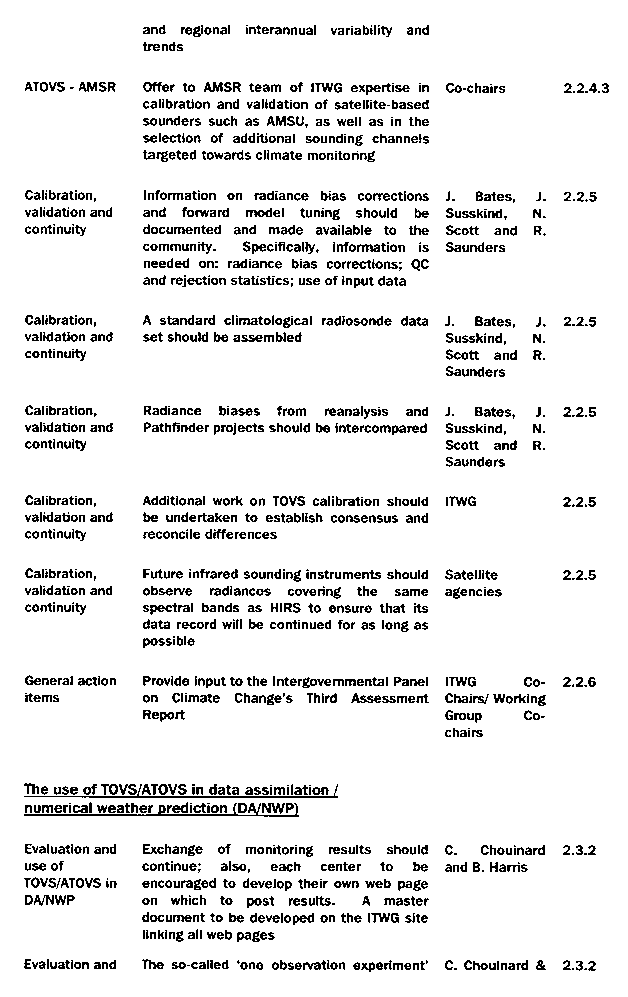 and regional interannual variability and
trends
ATOVS - AMSR Offer to AMSR team of ITWG expertise in Co-chairs 2.2.4.3
calibration and validation of satellite-based
sounders such as AMSU, as well as in the
selection of additional sounding channels
targeted towards climate monitoring
Calibration, Information on radiance bias corrections J. Bates, J. 2.2.5
validation and and forward model tuning should be Susskind, N.
continuity documented and made available to the Scott and R.
community. Specifically, information is Saunders
needed on: radiance bias corrections; QC
and rejection statistics; use of input data
Calibration, A standard climatological radiosonde data J. Bates, J. 2.2.5
validation and set should be assembled Susskind, N.
continuity Scott and R.
Saunders
Calibration, Radiance biases from reanalysis and J. Bates, J. 2.2.5
validation and Pathfinder projects should be intercompared Susskind, N.
continuity Scott and R.
Saunders
Calibration, Additional work on TOVS calibration should ITWG 2.2.5
validation and be undertaken to establish consensus and
continuity reconcile differences
Calibration, Future infrared sounding instruments should Satellite 2.2.5
validation and observe radiances covering the same agencies
continuity spectral bands as HIRS to ensure that its
data record will be continued for as long as
possible
General action Provide input to the Intergovernmental Panel ITWG Co- 2.2.6
items on Climate Change's Third Assessment Chairs/ Working
Report Group Co-
chairs
The use of TOVS/ATOVS in data assimilation /
numerical weather prediction (DA/NWP)
Evaluation and Exchange of monitoring results should C. Chouinard 2.3.2
use of continue; also, each center to be and B. Harris
TOVS/ATOVS in encouraged to develop their own web page
DA/NWP on which to post results. A master
document to be developed on the ITWG site
linking all web pages
Evaluation and The so-called 'one observation experiment' C. Chouinard & 2.3.2